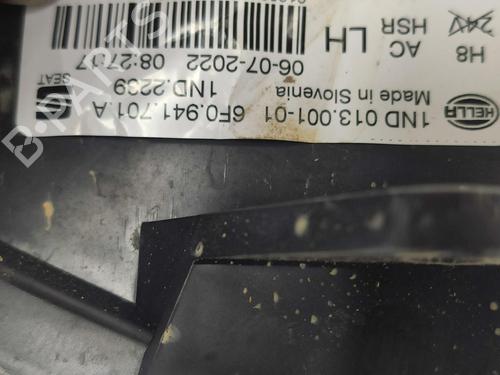 HELLA
1ND 013.001-01
Made in Slovenia
6F0.941.701.A
1ND.2239
SEAT
06-07-2022 08:27:17
LH
AC
HSR
H8
B-PARTS